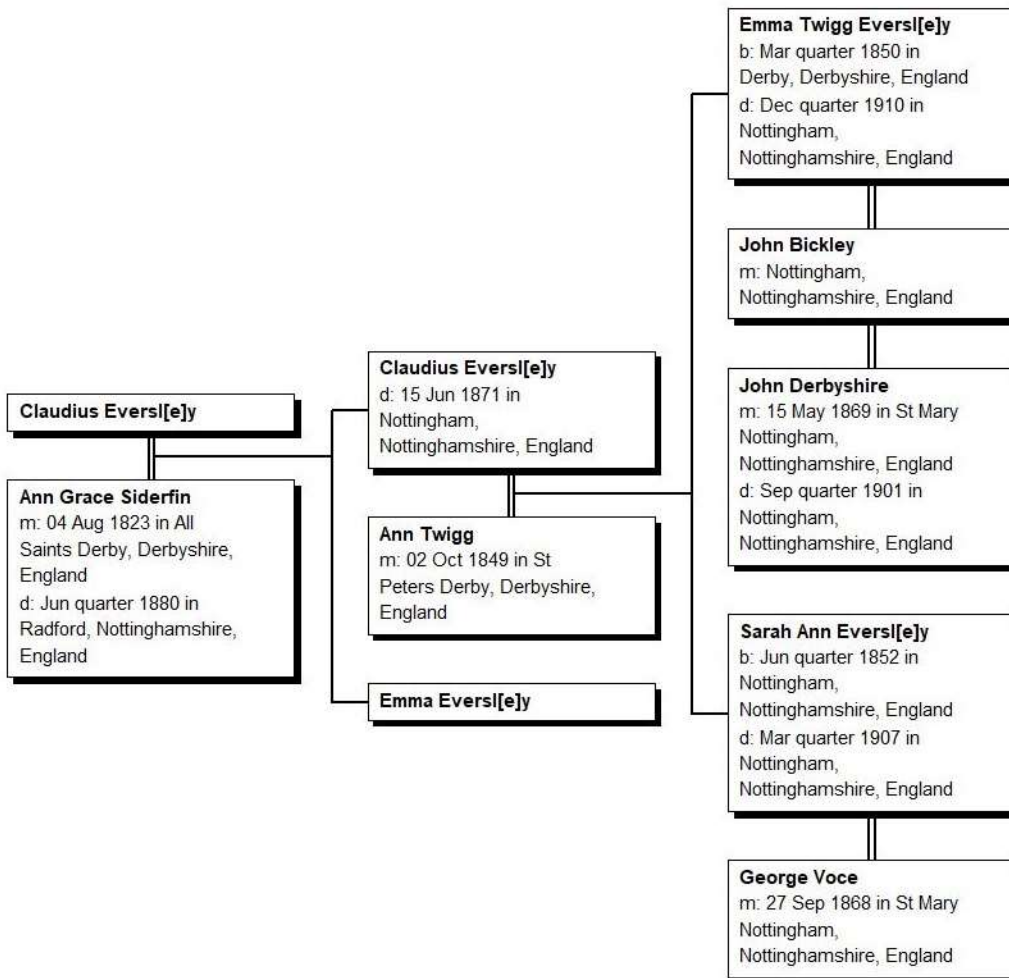 Claudius Eversl[e]y
Ann Grace Siderfin
m: 04 Aug 1823 in All
Saints Derby, Derbyshire,
England
d: Jun quarter 1880 in
Radford, Nottinghamshire,
England
Claudius Eversl[e]y
d: 15 Jun 1871 in
Nottingham,
Nottinghamshire, England
Ann Twigg
m: 02 Oct 1849 in St
Peters Derby, Derbyshire,
England
Emma Eversl[e]y
Emma Twigg Eversl[e]y
b: Mar quarter 1850 in
Derby, Derbyshire, England
d: Dec quarter 1910 in
Nottingham,
Nottinghamshire, England
John Bickley
m: Nottingham,
Nottinghamshire, England
John Derbyshire
m: 15 May 1869 in St Mary
Nottingham,
Nottinghamshire, England
d: Sep quarter 1901 in
Nottingham,
Nottinghamshire, England
Sarah Ann Eversl[e]y
b: Jun quarter 1852 in
Nottingham,
Nottinghamshire, England
d: Mar quarter 1907 in
Nottingham,
Nottinghamshire, England
George Voce
m: 27 Sep 1868 in St Mary
Nottingham,
Nottinghamshire, England